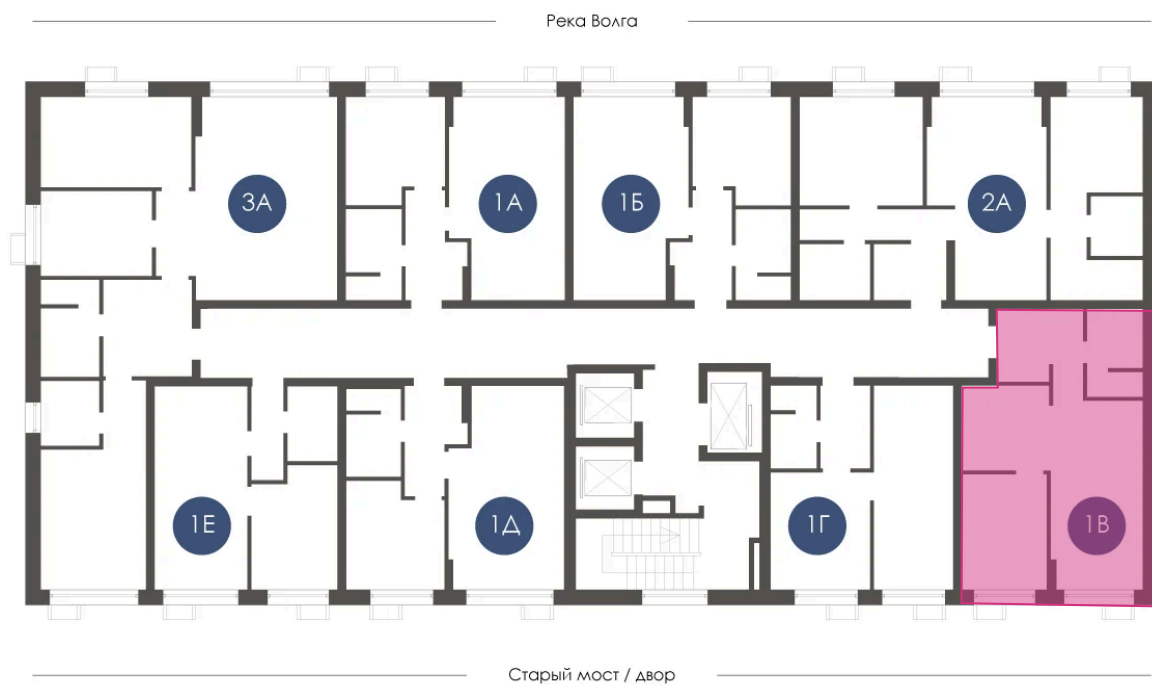 Река Волга
3А
1А
1Б
2А
1Е
1Д
1Г
1В
Старый мост / двор